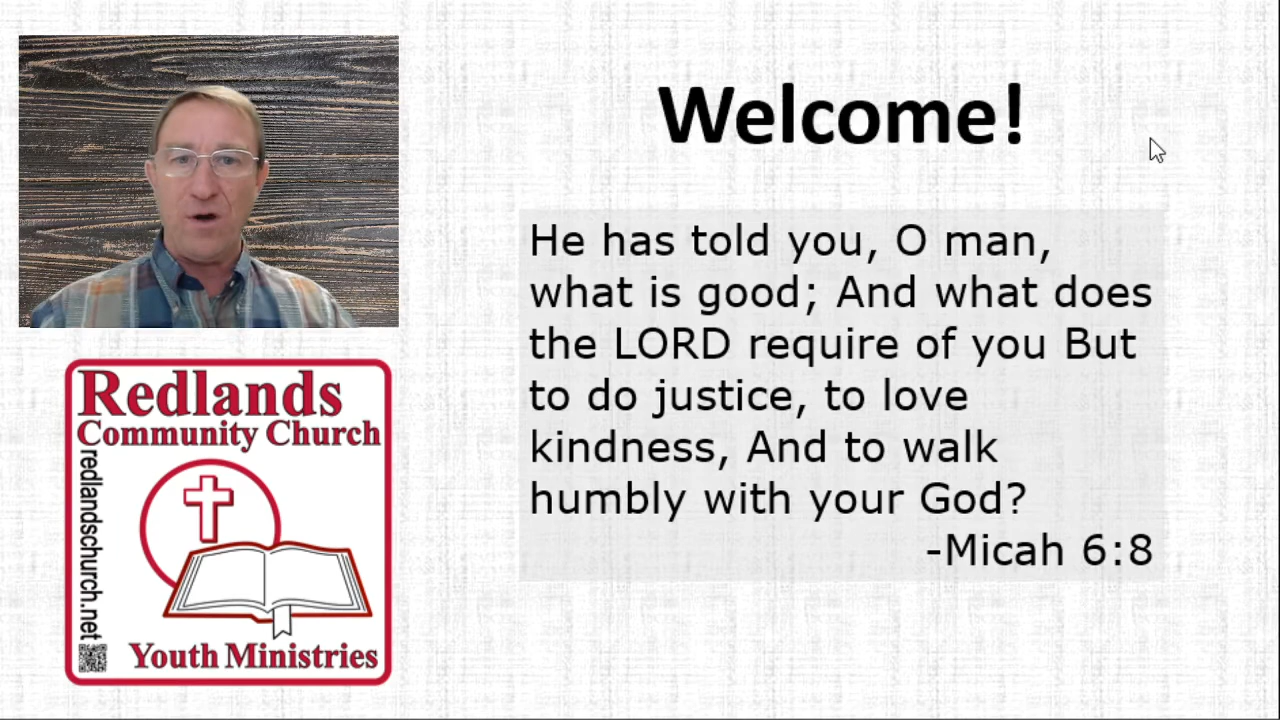 Welcome!
He has told you, O man,
what is good; And what does
the LORD require of you But
to do justice, to love
kindness, And to walk
humbly with your God?
-Micah 6:8
Redlands
Community Church
redlandschurch.net
Youth Ministries